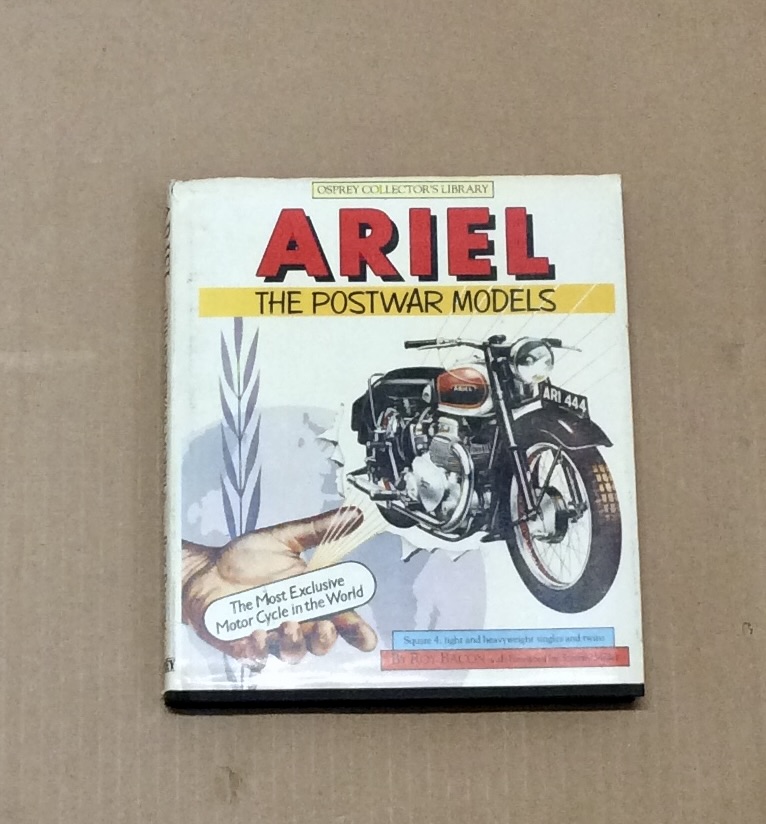 OSPREY COLLECTOR'S LIBRARY
ARIEL
THE POSTWAR MODELS
ARIEL
ARI 444
The Most Exclusive
Motor Cycle in the World
Square 4, light and heavyweight singles and twins
BY ROY BACON